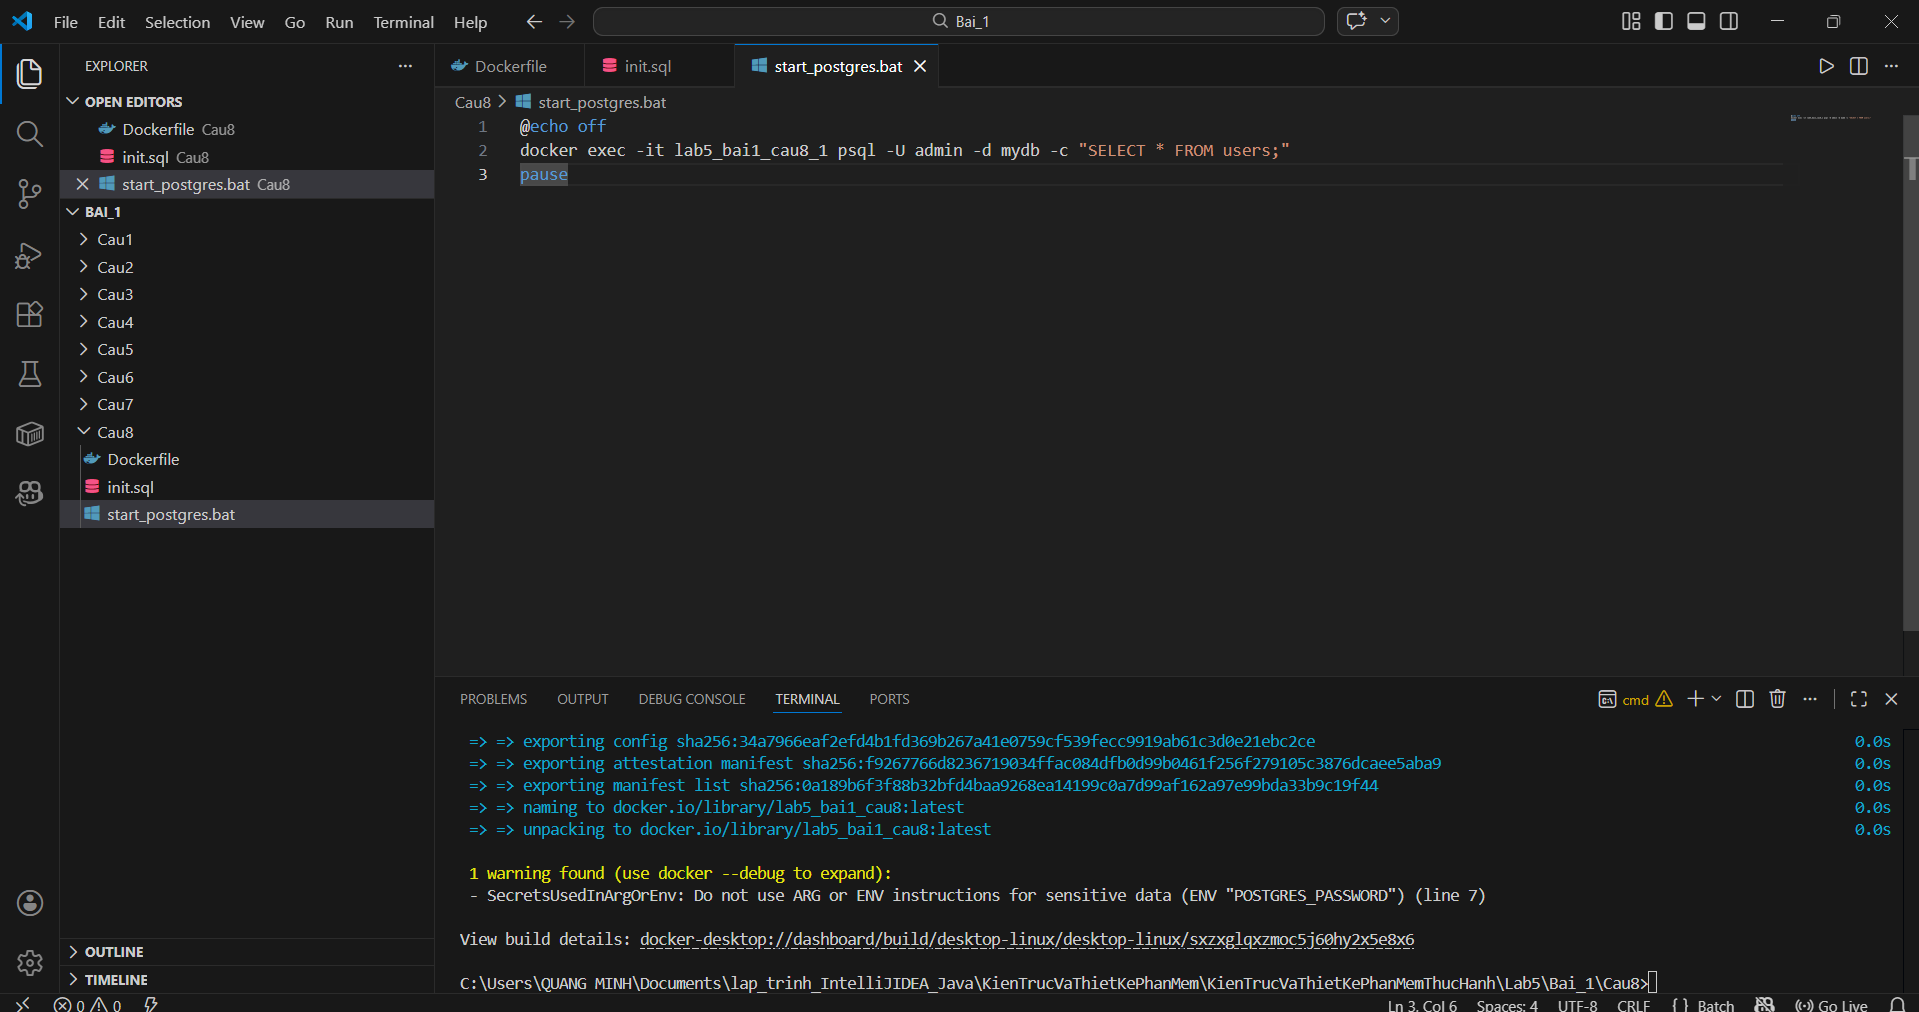 File Edit Selection View Go Run Terminal Help
Bai_1
EXPLORER
OPEN EDITORS
Dockerfile Cau8
init.sql Cau8
start_postgres.bat Cau8
BAI_1
Cau1
Cau2
Cau3
Cau4
Cau5
Cau6
Cau7
Cau8
Dockerfile
init.sql
start_postgres.bat
OUTLINE
TIMELINE
Dockerfile init.sql start_postgres.bat
Cau8 > start_postgres.bat
1 @echo off
2 docker exec -it lab5_bai1_cau8_1 psql -U admin -d mydb -c "SELECT * FROM users;"
3 pause
PROBLEMS OUTPUT DEBUG CONSOLE TERMINAL PORTS
cmd
=> => exporting config sha256:34a7966eaf2efd4b1fd369b267a41e0759cf539fecc9919ab61c3d0e21ebc2ce 0.0s
=> => exporting attestation manifest sha256:f9267766d8236719034ffac084dfb0d99b0461f256f279105c3876dcaee5aba9 0.0s
=> => exporting manifest list sha256:0a189b6f3f88b32bfd4baa9268ea14199c0a7d99af162a97e99bda33b9c19f44 0.0s
=> => naming to docker.io/library/lab5_bai1_cau8:latest 0.0s
=> => unpacking to docker.io/library/lab5_bai1_cau8:latest 0.0s
1 warning found (use docker --debug to expand):
- SecretsUsedInArgOrEnv: Do not use ARG or ENV instructions for sensitive data (ENV "POSTGRES_PASSWORD") (line 7)
View build details: docker-desktop://dashboard/build/desktop-linux/desktop-linux/sxzxglqxzmoc5j60hy2x5e8x6
C:\Users\QUANG MINH\Documents\lap_trinh_IntelliJIDEA_Java\KienTrucVaThietKePhanMem\KienTrucVaThietKePhanMemThucHanh\Lab5\Bai_1\Cau8>
0 0 Ln 3, Col 6 Spaces: 4 UTF-8 CRLF { } Batch Go Live